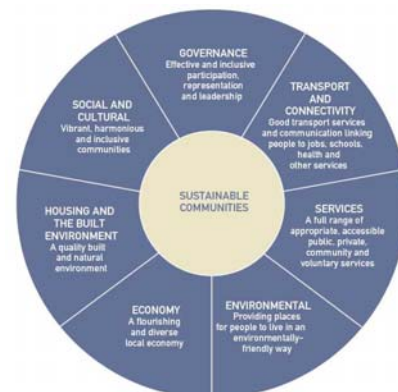 GOVERNANCE
Effective and inclusive
participation,
representation
and leadership
TRANSPORT
AND
CONNECTIVITY
Good transport services
and communication linking
people to jobs, schools,
health and
other services
SERVICES
A full range of
appropriate, accessible
public, private,
community and
voluntary services
ENVIRONMENTAL
Providing places
for people to live in an
environmentally-
friendly way
ECONOMY
A flourishing
and diverse
local economy
HOUSING AND
THE BUILT
ENVIRONMENT
A quality built
and natural
environment
SOCIAL AND
CULTURAL
Vibrant, harmonious
and inclusive
communities
SUSTAINABLE
COMMUNITIES